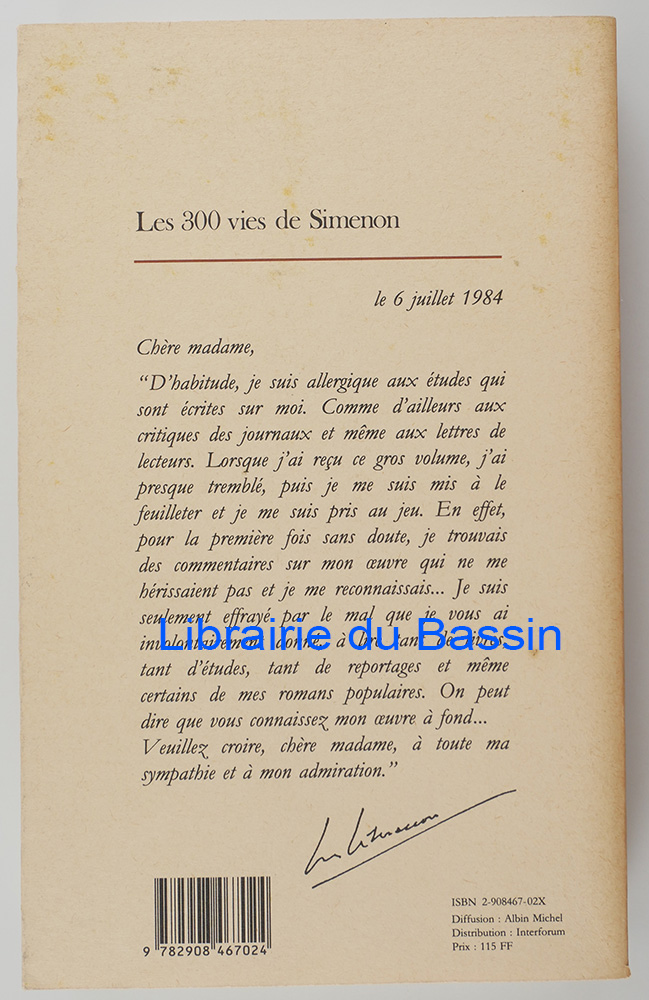 Les 300 vies de Simenon
le 6 juillet 1984
Chère madame,
“D'habitude, je suis allergique aux études qui
sont écrites sur moi. Comme d'ailleurs aux
critiques des journaux et même aux lettres de
lecteurs. Lorsque j'ai reçu ce gros volume, j'ai
presque tremblé, puis je me suis mis à le
feuilleter et je me suis pris au jeu. En effet,
pour la première fois sans doute, je trouvais
des commentaires sur mon œuvre qui ne me
hérissaient pas et je me reconnaissais... Je suis
seulement effrayé par le mal que je vous ai
involontairement donné, à lire tant de livres,
Librairie du Bassin
tant d'études, tant de reportages et même
certains de mes romans populaires. On peut
dire que vous connaissez mon œuvre à fond...
Veuillez croire, chère madame, à toute ma
sympathie et à mon admiration.”
ISBN 2-908467-02X
Diffusion : Albin Michel
Distribution : Interforum
Prix : 115 FF
9 782908 467024